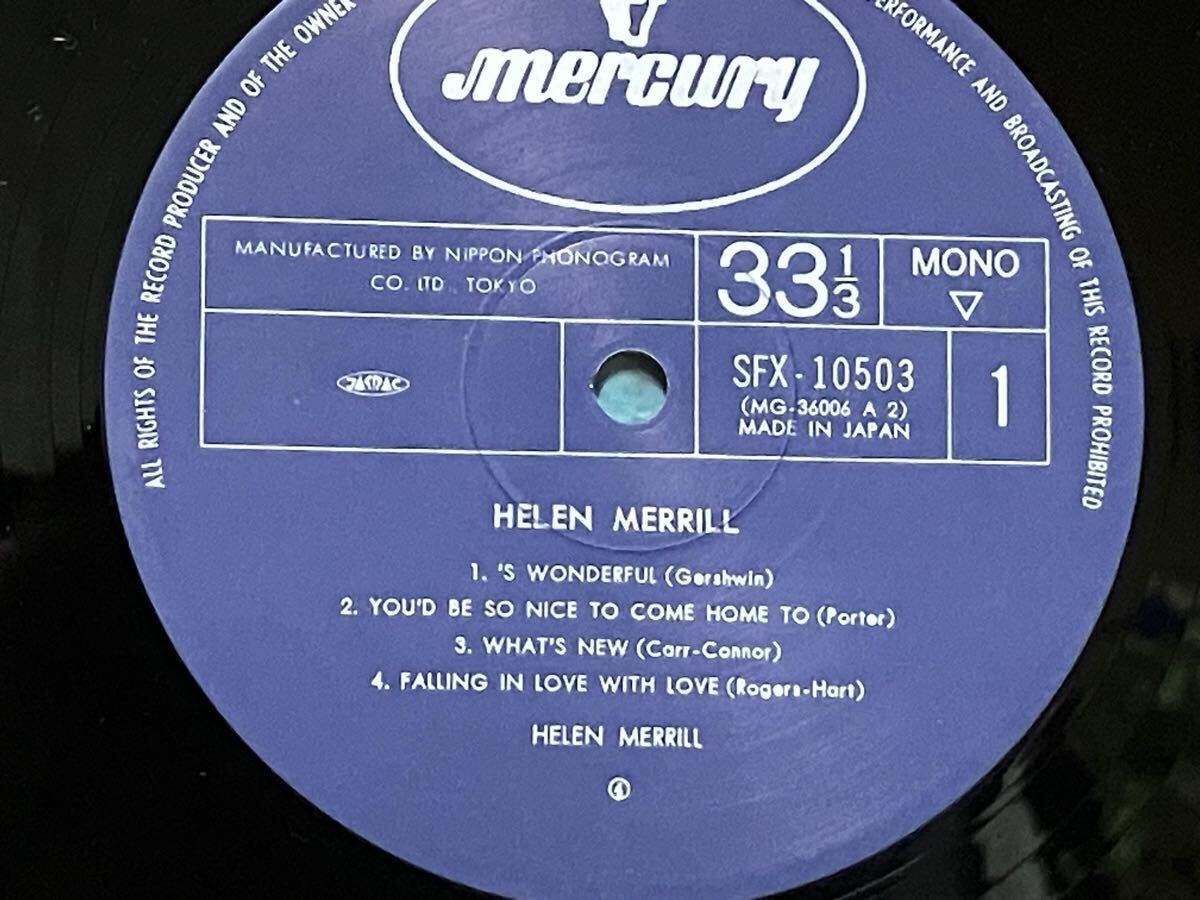 mercury
ALL RIGHTS OF THE RECORD PRODUCER AND OF THE OWNER
PERFORMANCE AND BROADCASTING OF THIS RECORD PROHIBITED
MANUFACTURED BY NIPPON PHONOGRAM
CO. LTD., TOKYO
33 1/3
MONO
▽
JASRAC
SFX-10503
(MG-36006 A 2)
MADE IN JAPAN
1
HELEN MERRILL
1. 'S WONDERFUL (Gershwin)
2. YOU'D BE SO NICE TO COME HOME TO (Porter)
3. WHAT'S NEW (Carr-Connor)
4. FALLING IN LOVE WITH LOVE (Rogers-Hart)
HELEN MERRILL